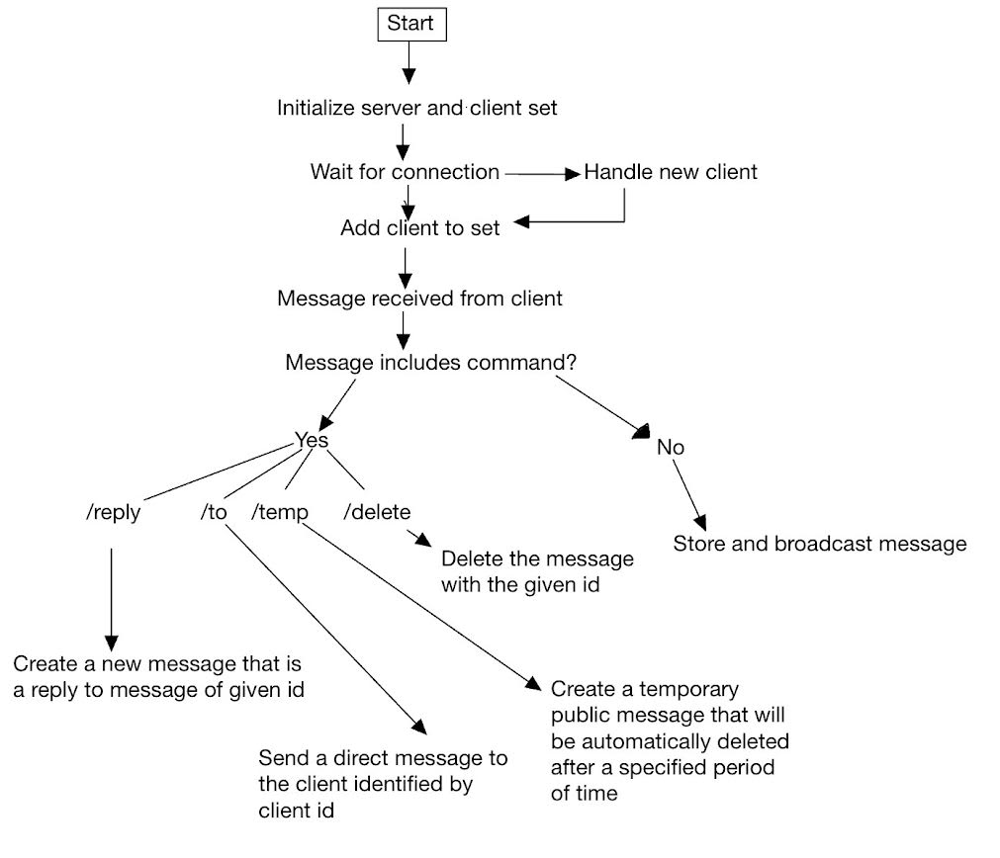 Start
Initialize server and client set
Wait for connection
Handle new client
Add client to set
Message received from client
Message includes command?
Yes
No
/reply
/to
/temp
/delete
Store and broadcast message
Delete the message
with the given id
Create a new message that is
a reply to message of given id
Create a temporary
public message that will
be automatically deleted
after a specified period
of time
Send a direct message to
the client identified by
client id